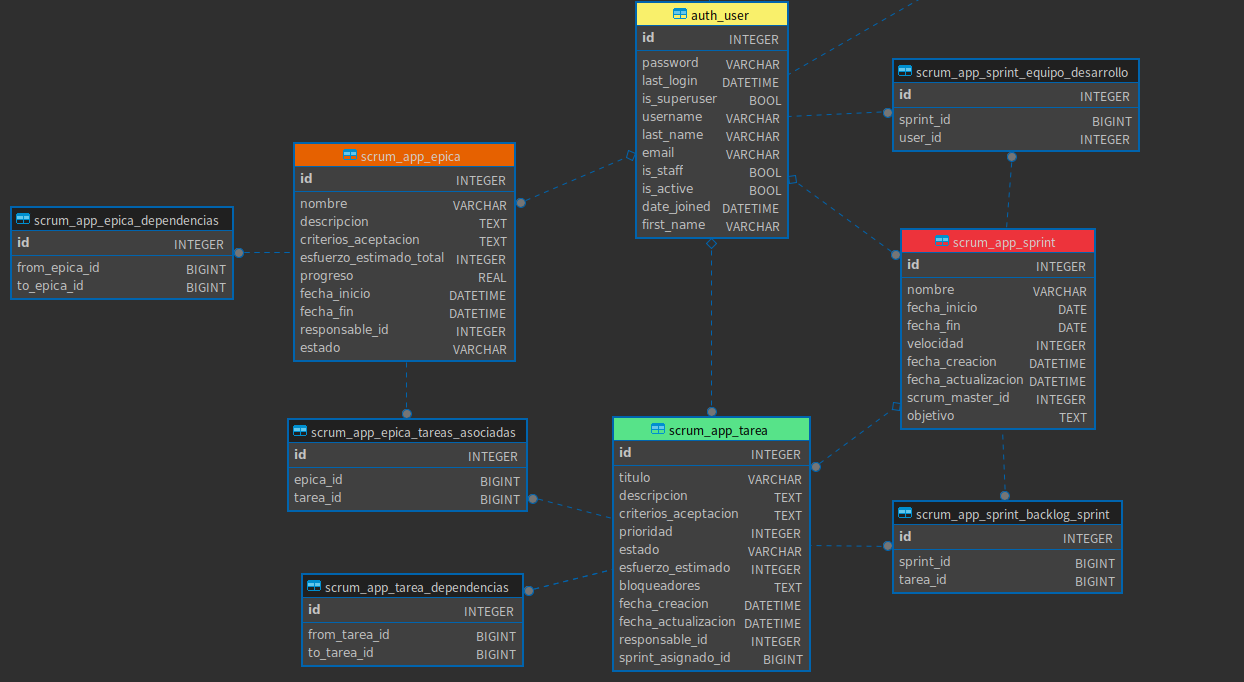 auth_user
id INTEGER
password VARCHAR
last_login DATETIME
is_superuser BOOL
username VARCHAR
last_name VARCHAR
email VARCHAR
is_staff BOOL
is_active BOOL
date_joined DATETIME
first_name VARCHAR
scrum_app_sprint_equipo_desarrollo
id INTEGER
sprint_id BIGINT
user_id INTEGER
scrum_app_epica
id INTEGER
nombre VARCHAR
descripcion TEXT
criterios_aceptacion TEXT
esfuerzo_estimado_total INTEGER
progreso REAL
fecha_inicio DATETIME
fecha_fin DATETIME
responsable_id INTEGER
estado VARCHAR
scrum_app_epica_dependencias
id INTEGER
from_epica_id BIGINT
to_epica_id BIGINT
scrum_app_sprint
id INTEGER
nombre VARCHAR
fecha_inicio DATE
fecha_fin DATE
velocidad INTEGER
fecha_creacion DATETIME
fecha_actualizacion DATETIME
scrum_master_id INTEGER
objetivo TEXT
scrum_app_epica_tareas_asociadas
id INTEGER
epica_id BIGINT
tarea_id BIGINT
scrum_app_tarea
id INTEGER
titulo VARCHAR
descripcion TEXT
criterios_aceptacion TEXT
prioridad INTEGER
estado VARCHAR
esfuerzo_estimado INTEGER
bloqueadores TEXT
fecha_creacion DATETIME
fecha_actualizacion DATETIME
responsable_id INTEGER
sprint_asignado_id BIGINT
scrum_app_sprint_backlog_sprint
id INTEGER
sprint_id BIGINT
tarea_id BIGINT
scrum_app_tarea_dependencias
id INTEGER
from_tarea_id BIGINT
to_tarea_id BIGINT